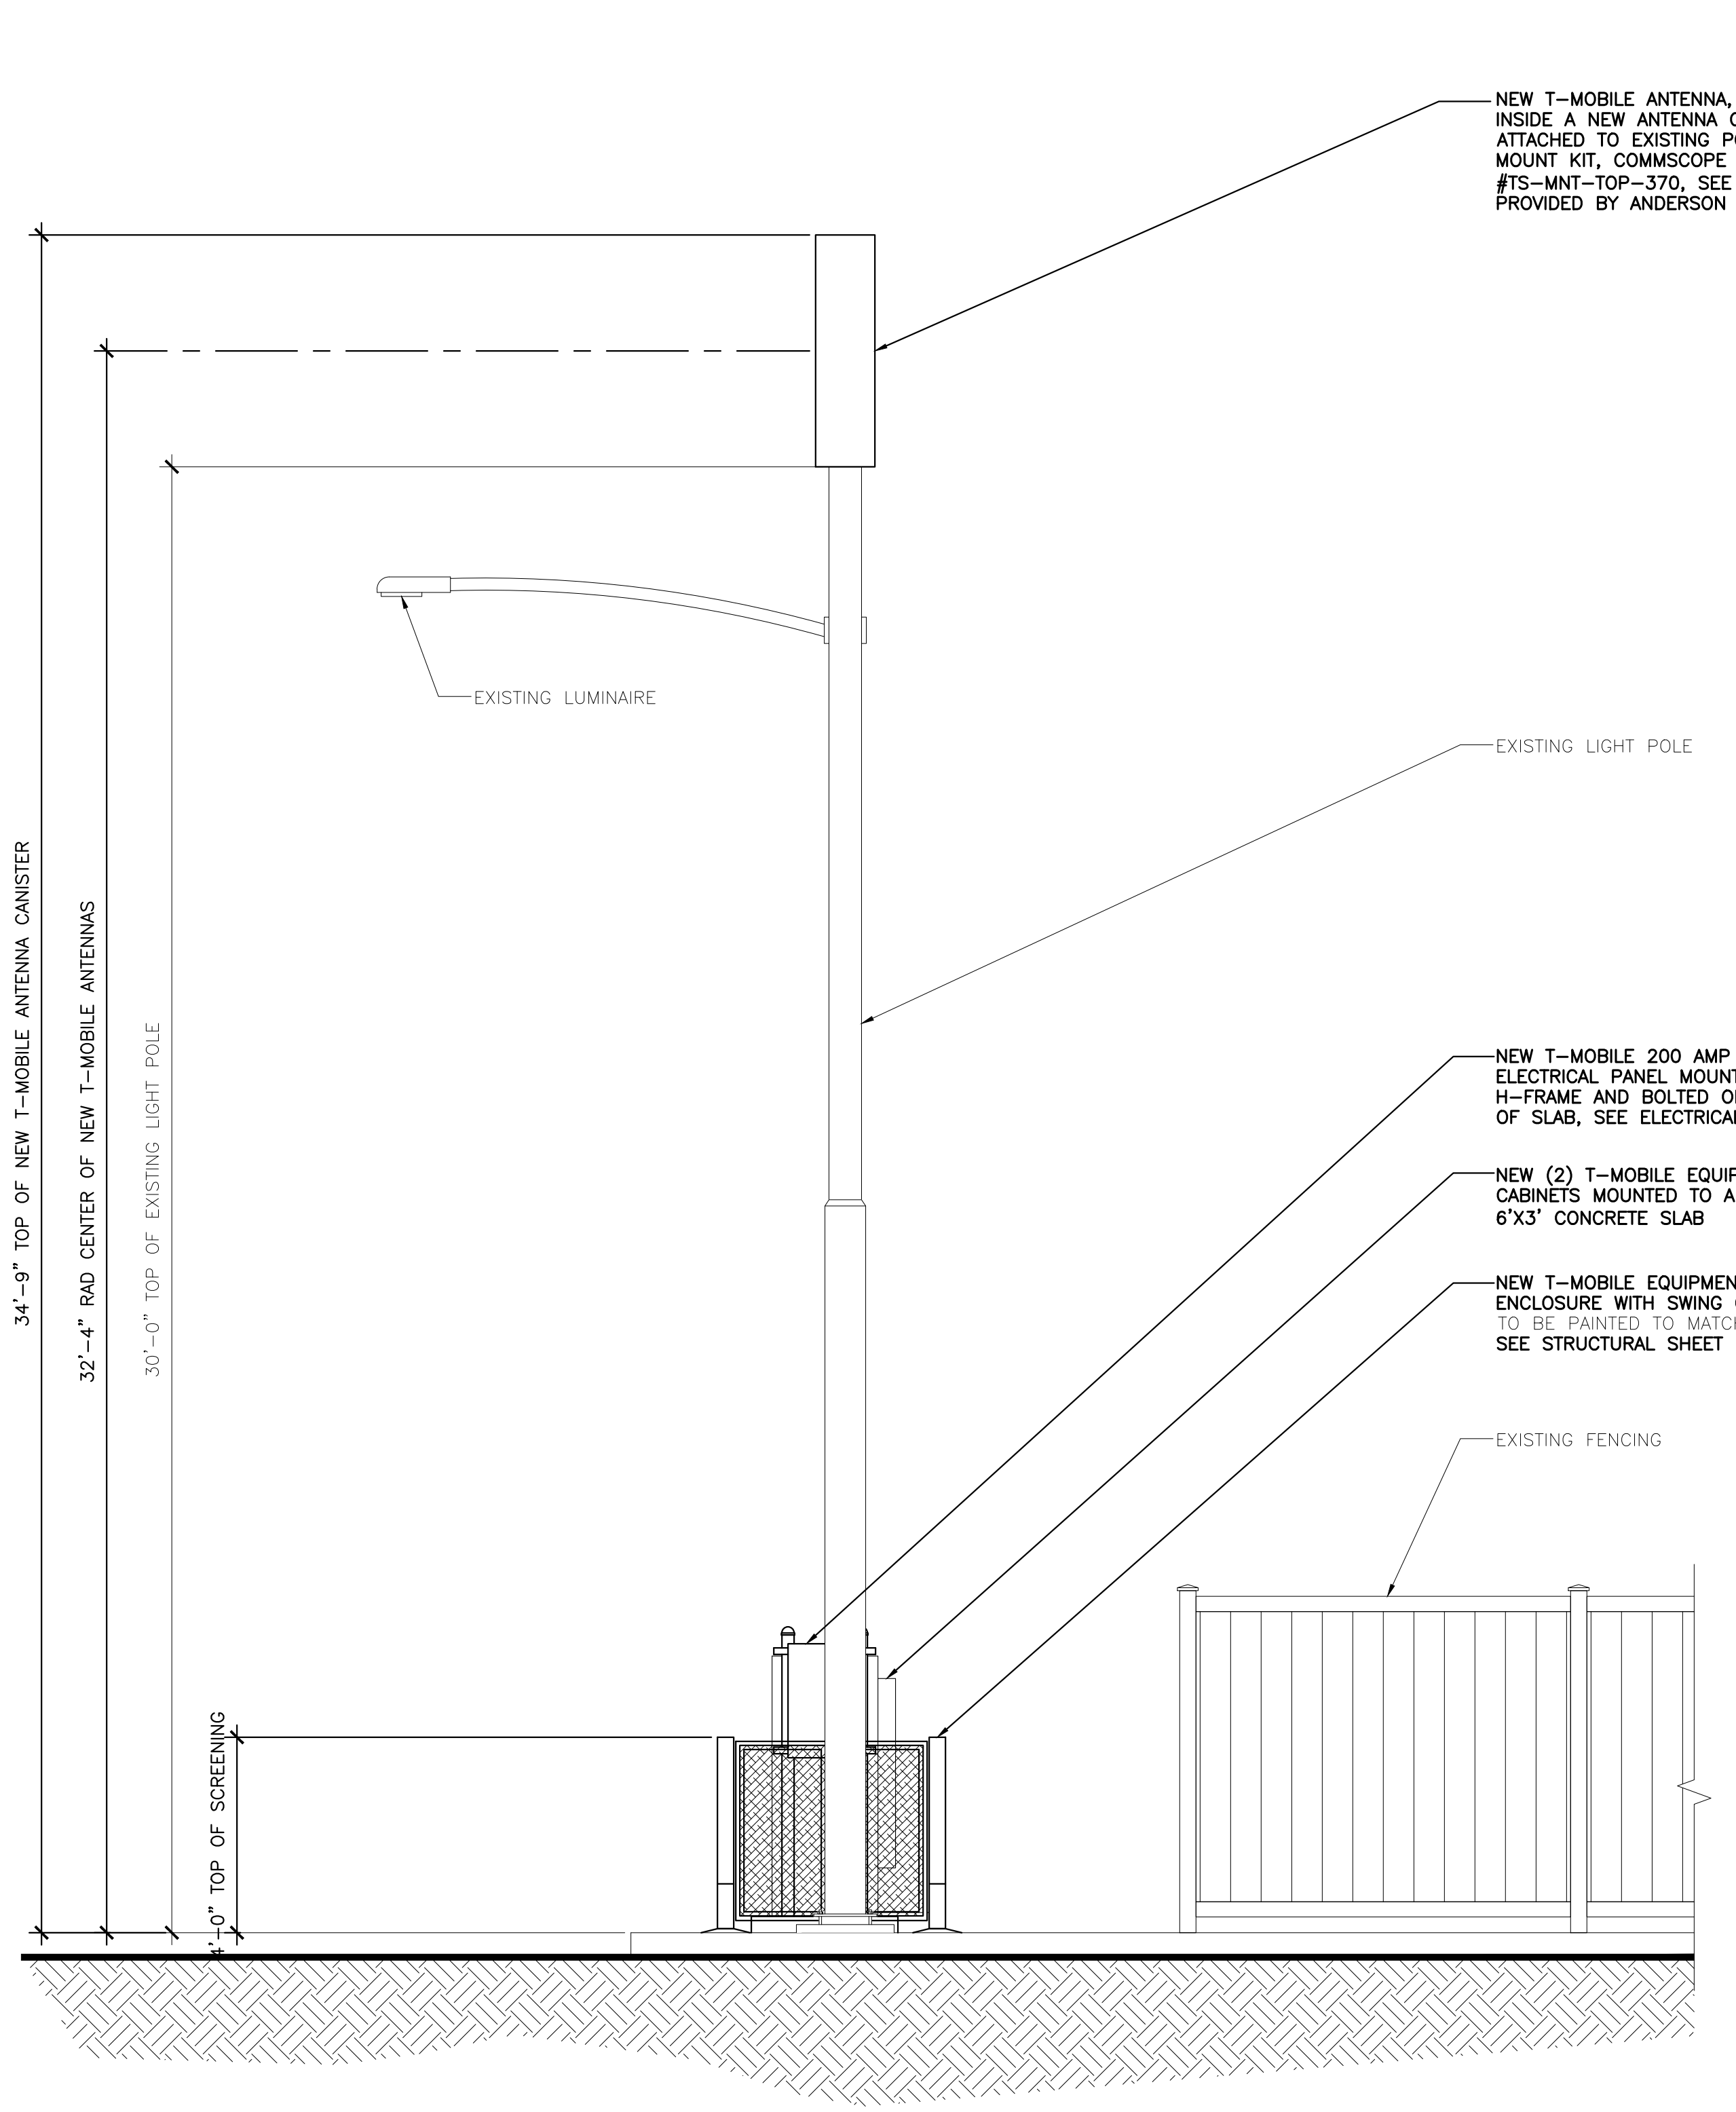 NEW T-MOBILE ANTENNA,
INSIDE A NEW ANTENNA
ATTACHED TO EXISTING
MOUNT KIT, COMMSCOPE
#TS-MNT-TOP-370, SEE
PROVIDED BY ANDERSON
EXISTING LUMINAIRE
EXISTING LIGHT POLE
34'-9" TOP OF NEW T-MOBILE ANTENNA CANISTER
32'-4" RAD CENTER OF NEW T-MOBILE ANTENNAS
30'-0" TOP OF EXISTING LIGHT POLE
NEW T-MOBILE 200 AMP
ELECTRICAL PANEL
H-FRAME AND BOLTED
OF SLAB, SEE
NEW (2) T-MOBILE
CABINETS MOUNTED TO A
6'X3' CONCRETE SLAB
NEW T-MOBILE
ENCLOSURE WITH SWING
TO BE PAINTED TO
SEE STRUCTURAL SHEET
EXISTING FENCING
4'-0" TOP OF SCREENING